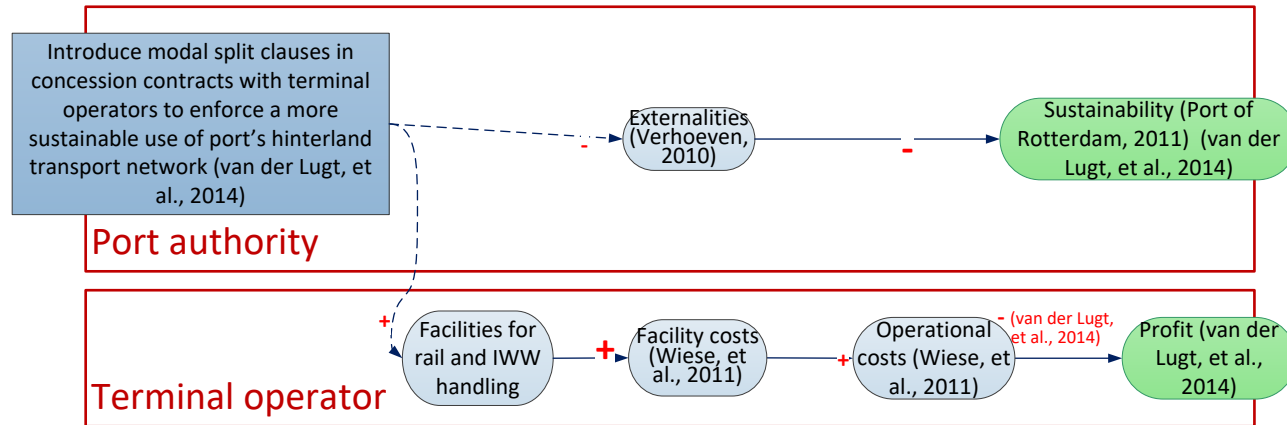 Introduce modal split clauses in
concession contracts with terminal
operators to enforce a more
sustainable use of port's hinterland
transport network (van der Lugt, et
al., 2014)
Externalities
(Verhoeven,
2010)
-
-
Sustainability (Port of
Rotterdam, 2011) (van der
Lugt, et al., 2014)
Port authority
+
Facilities for
rail and IWW
handling
+
Facility costs
(Wiese, et
al., 2011)
+
Operational
costs (Wiese, et
al., 2011)
- (van der Lugt,
et al., 2014)
Profit (van der
Lugt, et al.,
2014)
Terminal operator